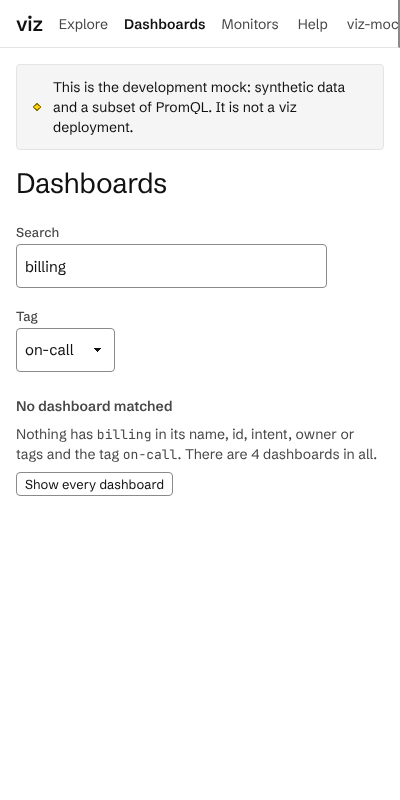 viz Explore Dashboards Monitors Help viz-moc
This is the development mock: synthetic data
and a subset of PromQL. It is not a viz
deployment.
Dashboards
Search
billing
Tag
on-call
No dashboard matched
Nothing has billing in its name, id, intent, owner or
tags and the tag on-call. There are 4 dashboards in all.
Show every dashboard